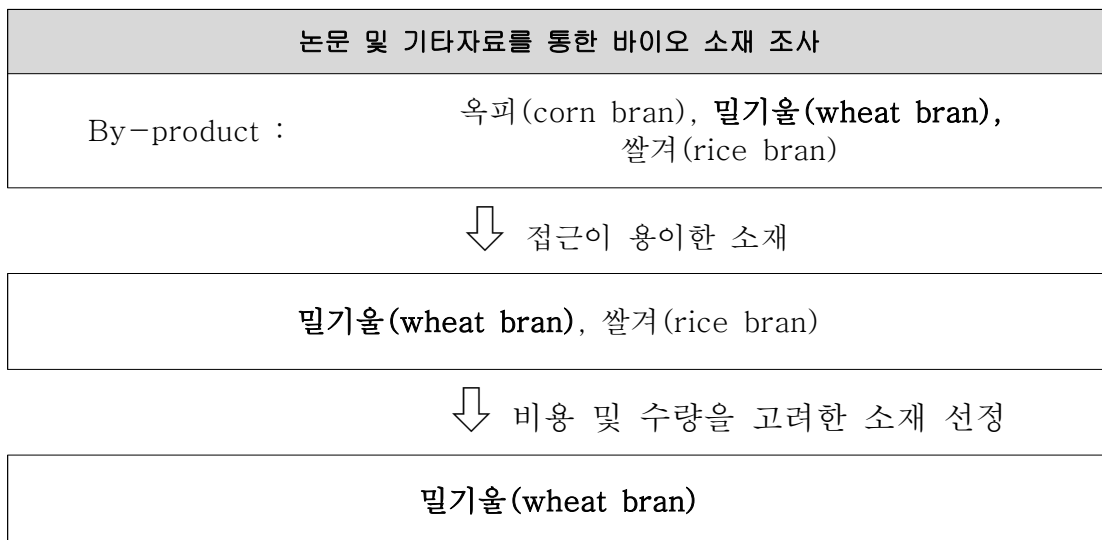 논문 및 기타자료를 통한 바이오 소재 조사
By-product : 옥피(corn bran), 밀기울(wheat bran),
쌀겨(rice bran)
접근이 용이한 소재
밀기울(wheat bran), 쌀겨(rice bran)
비용 및 수량을 고려한 소재 선정
밀기울(wheat bran)